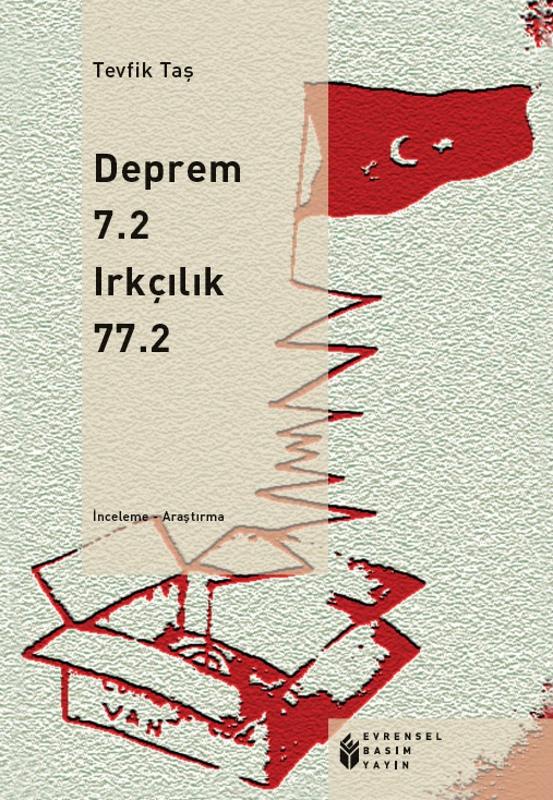 Tevfik Taş
Deprem
7.2
Irkçılık
77.2
İnceleme - Araştırma
VAN
EVRENSEL
BASIM
YAYIN